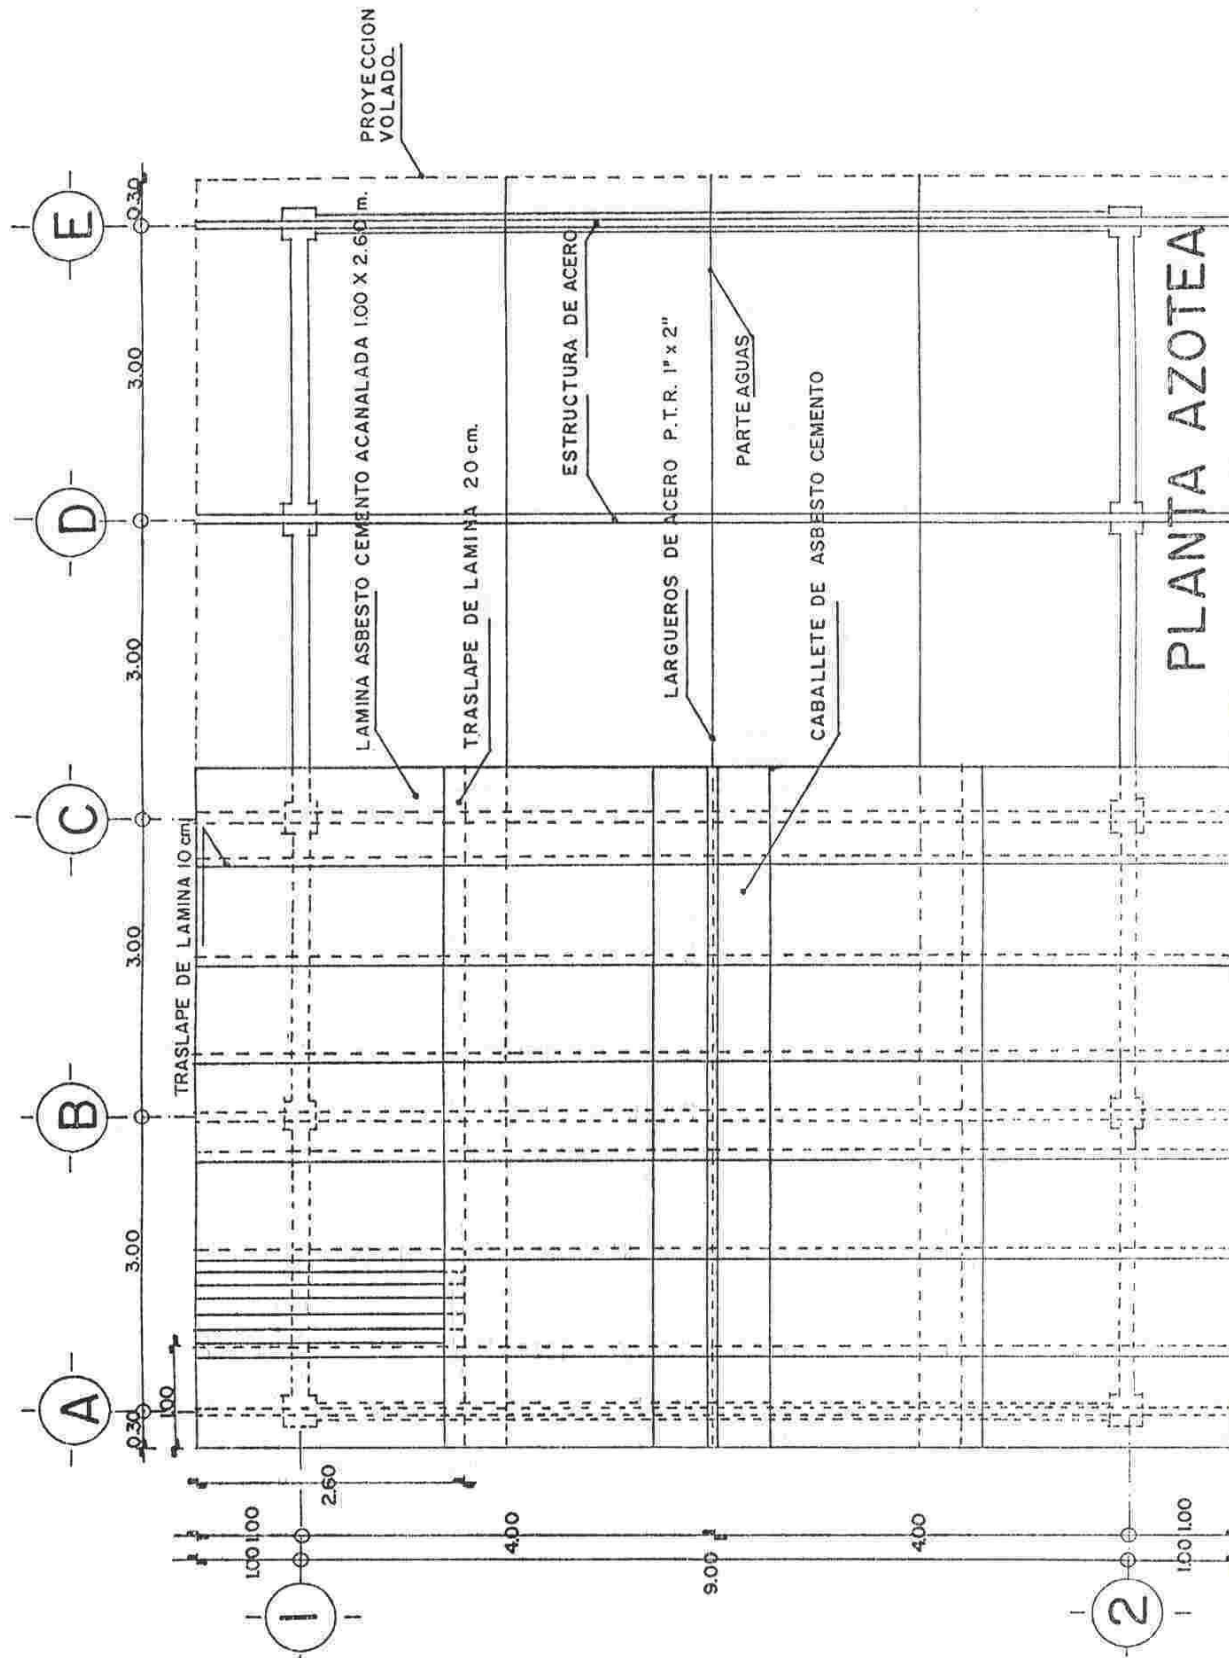 A
B
C
D
E
0.30
3.00
3.00
3.00
3.00
0.30
1.00
TRASLAPE DE LAMINA 10 cm
PROYECCION
VOLADO
LAMINA ASBESTO CEMENTO ACANALADA 1.00 X 2.60 m.
TRASLAPE DE LAMINA 20 cm.
ESTRUCTURA DE ACERO
LARGUEROS DE ACERO P.T.R. 1" x 2"
PARTEAGUAS
CABALLETE DE ASBESTO CEMENTO
2.60
1.00
1.00
4.00
9.00
4.00
1.00
1.00
1
2
PLANTA AZOTEA